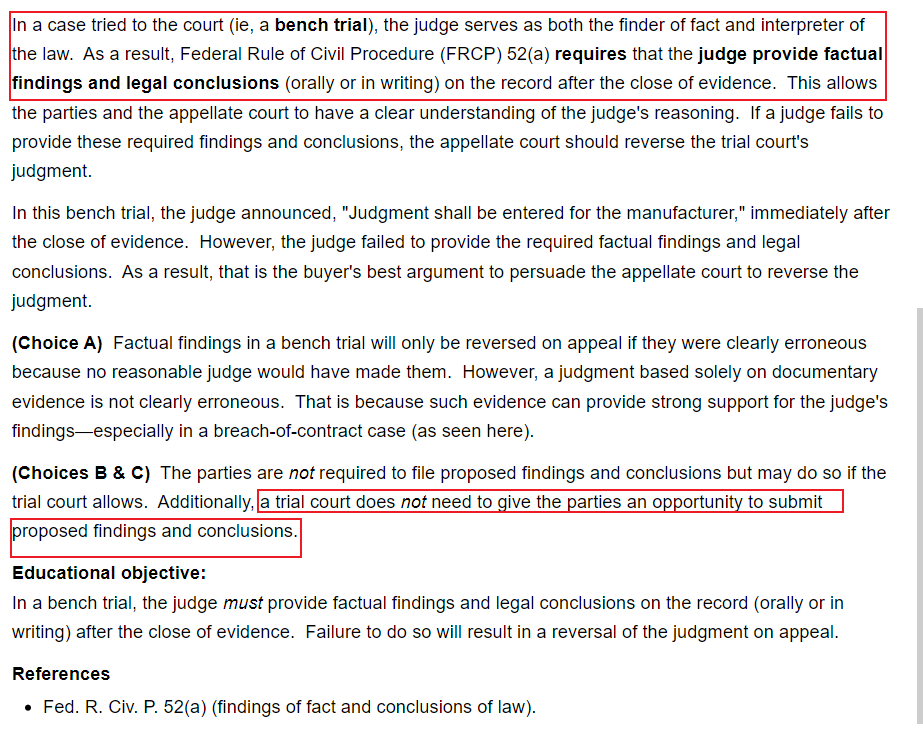 In a case tried to the court (ie, a bench trial), the judge serves as both the finder of fact and interpreter of
the law. As a result, Federal Rule of Civil Procedure (FRCP) 52(a) requires that the judge provide factual
findings and legal conclusions (orally or in writing) on the record after the close of evidence. This allows
the parties and the appellate court to have a clear understanding of the judge's reasoning. If a judge fails to
provide these required findings and conclusions, the appellate court should reverse the trial court's
judgment.
In this bench trial, the judge announced, "Judgment shall be entered for the manufacturer," immediately after
the close of evidence. However, the judge failed to provide the required factual findings and legal
conclusions. As a result, that is the buyer's best argument to persuade the appellate court to reverse the
judgment.
(Choice A) Factual findings in a bench trial will only be reversed on appeal if they were clearly erroneous
because no reasonable judge would have made them. However, a judgment based solely on documentary
evidence is not clearly erroneous. That is because such evidence can provide strong support for the judge's
findings—especially in a breach-of-contract case (as seen here).
(Choices B & C) The parties are not required to file proposed findings and conclusions but may do so if the
trial court allows. Additionally, a trial court does not need to give the parties an opportunity to submit
proposed findings and conclusions.
Educational objective:
In a bench trial, the judge must provide factual findings and legal conclusions on the record (orally or in
writing) after the close of evidence. Failure to do so will result in a reversal of the judgment on appeal.
References
• Fed. R. Civ. P. 52(a) (findings of fact and conclusions of law).